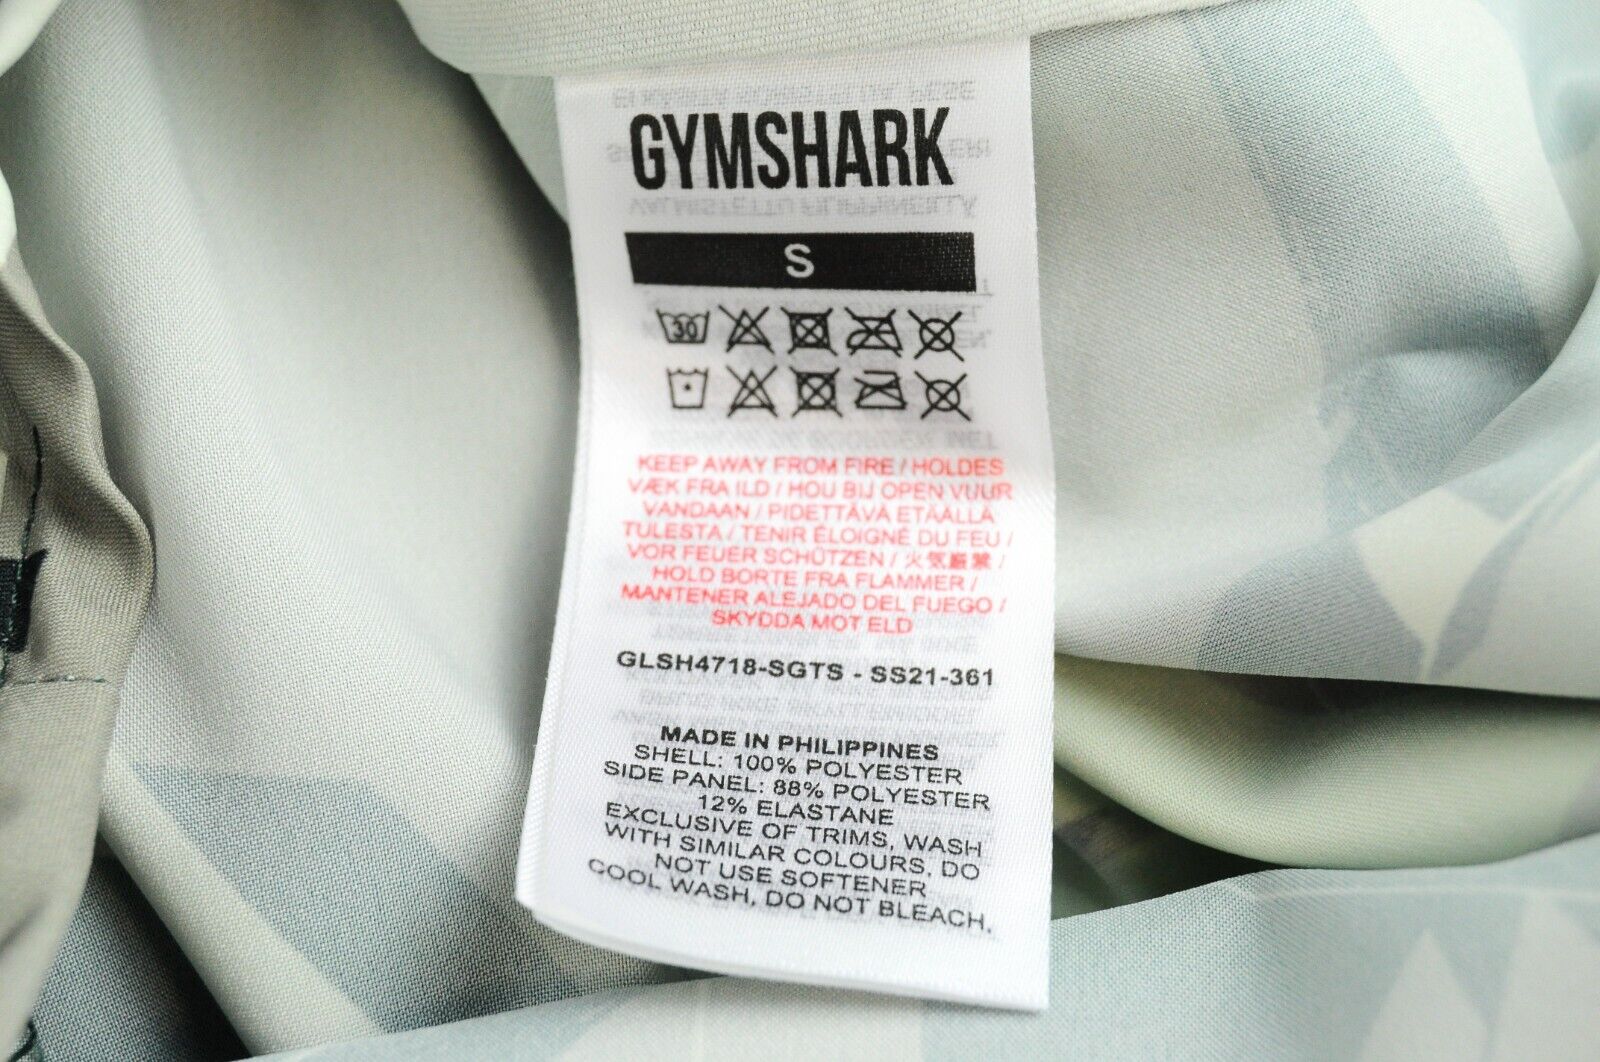 GYMSHARK
S
30
KEEP AWAY FROM FIRE / HOLDES
VÆK FRA ILD / HOU BIJ OPEN VUUR
VANDAAN / PIDETTÄVÄ ETÄÄLLÄ
TULESTA / TENIR ÉLOIGNÉ DU FEU /
VOR FEUER SCHÜTZEN / 火気厳禁 /
HOLD BORTE FRA FLAMMER /
MANTENER ALEJADO DEL FUEGO /
SKYDDA MOT ELD
GLSH4718-SGTS - SS21-361
MADE IN PHILIPPINES
SHELL: 100% POLYESTER
SIDE PANEL: 88% POLYESTER
12% ELASTANE
EXCLUSIVE OF TRIMS, WASH
WITH SIMILAR COLOURS, DO
NOT USE SOFTENER
COOL WASH, DO NOT BLEACH,